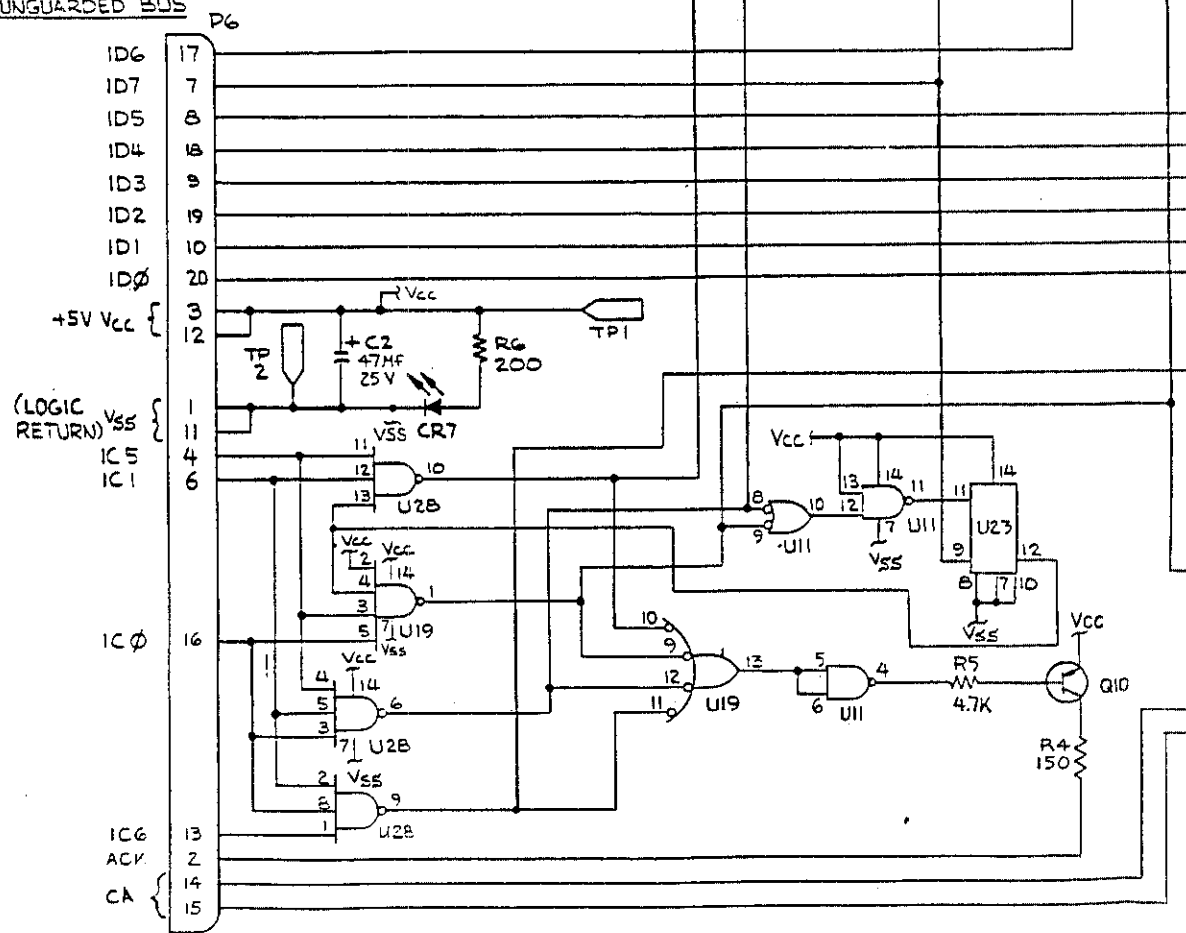 UNGUARDED BUS
P6
ID6 17
ID7 7
ID5 8
ID4 18
ID3 9
ID2 19
ID1 10
IDØ 20
+5V Vcc { 3
12
Vcc
TP1
TP
2
+ C2
47Mf
25V
R6
200
(LOGIC
RETURN) Vss { 1
11
Vss CR7
IC5 4
IC1 6
11
12
13
10
U28
Vcc
2
Vcc
14
4
3
5
7
1
U19
Vss
ICØ 16
Vcc
14
4
5
3
7
6
U28
Vss
2
8
1
9
U28
IC6 13
ACK 2
CA { 14
15
8
9
10
U11
Vcc
13
12
14
11
7
U11
Vss
14
11
U23
9
12
8
7
10
Vss
10
9
12
11
13
U19
5
6
4
U11
R5
4.7K
Vcc
Q10
R4
150